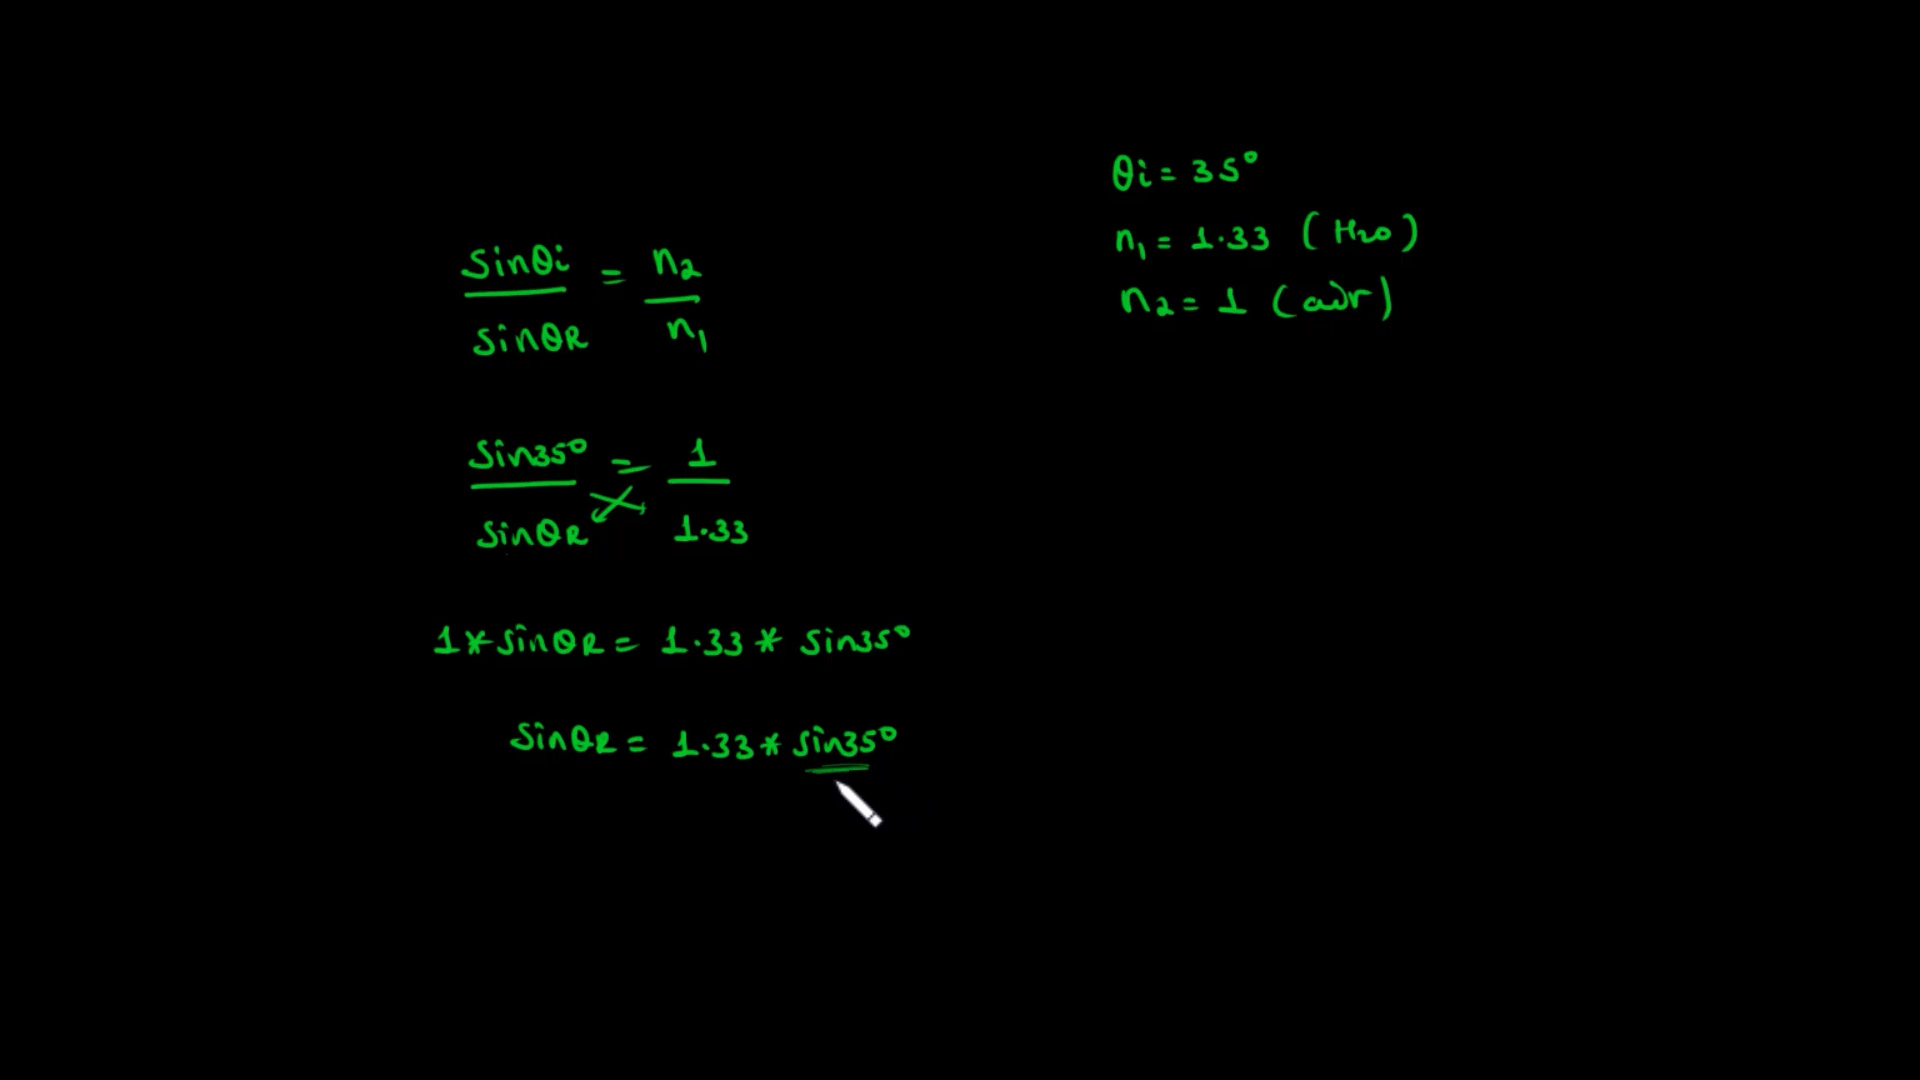 sinθi / sinθR = n2 / n1
sin35° / sinθR = 1 / 1.33
1*sinθR = 1.33 * sin35°
sinθR = 1.33 * sin35°
θi = 35°
n1 = 1.33 (H2O)
n2 = 1 (air)